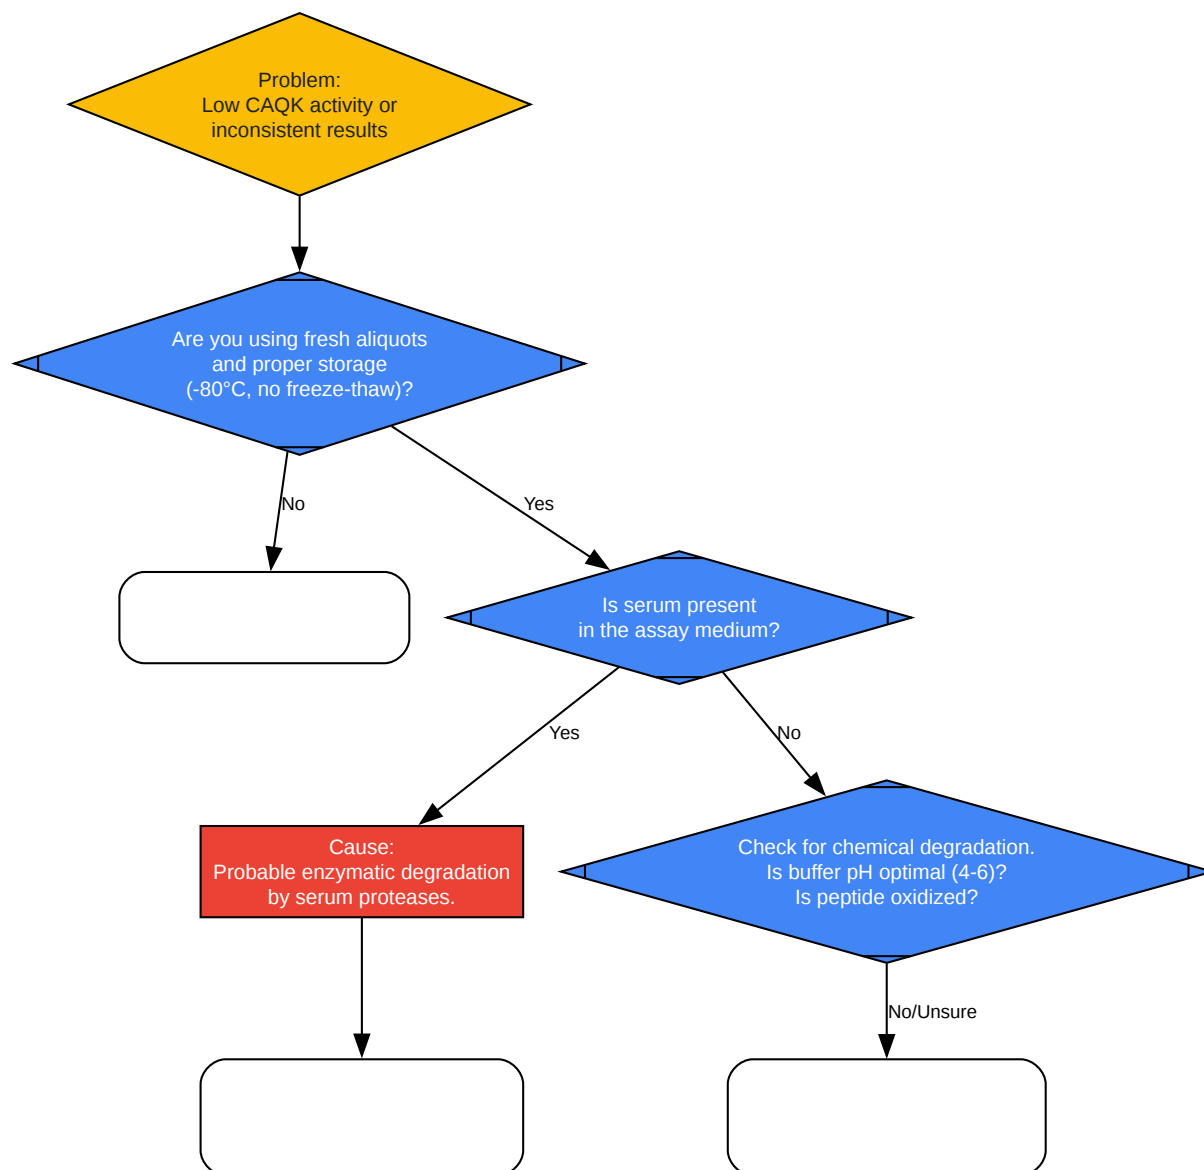 Problem:
Low CAQK activity or
inconsistent results
Are you using fresh aliquots
and proper storage
(-80°C, no freeze-thaw)?
No
Yes
Is serum present
in the assay medium?
Yes
No
Cause:
Probable enzymatic degradation
by serum proteases.
Check for chemical degradation.
Is buffer pH optimal (4-6)?
Is peptide oxidized?
No/Unsure